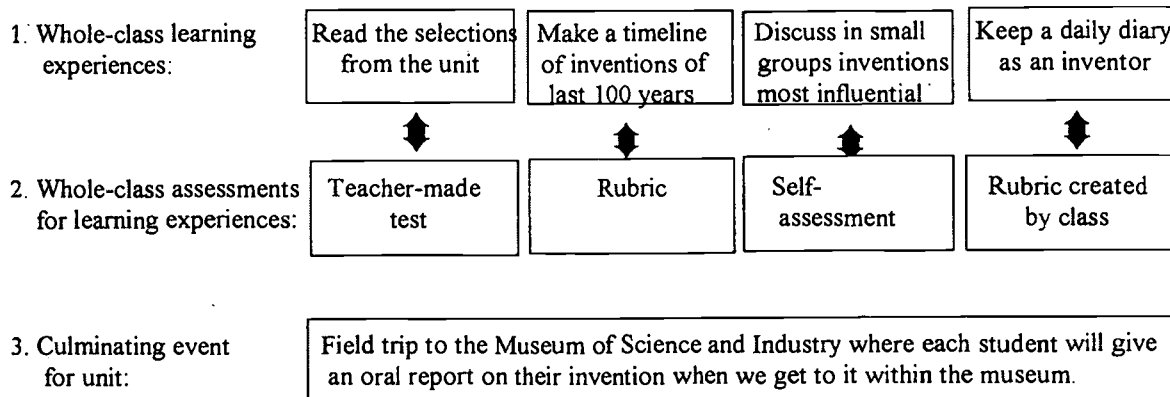 1. Whole-class learning
experiences:
Read the selections
from the unit
Make a timeline
of inventions of
last 100 years
Discuss in small
groups inventions
most influential
Keep a daily diary
as an inventor
2. Whole-class assessments
for learning experiences:
Teacher-made
test
Rubric
Self-
assessment
Rubric created
by class
3. Culminating event
for unit:
Field trip to the Museum of Science and Industry where each student will give
an oral report on their invention when we get to it within the museum.